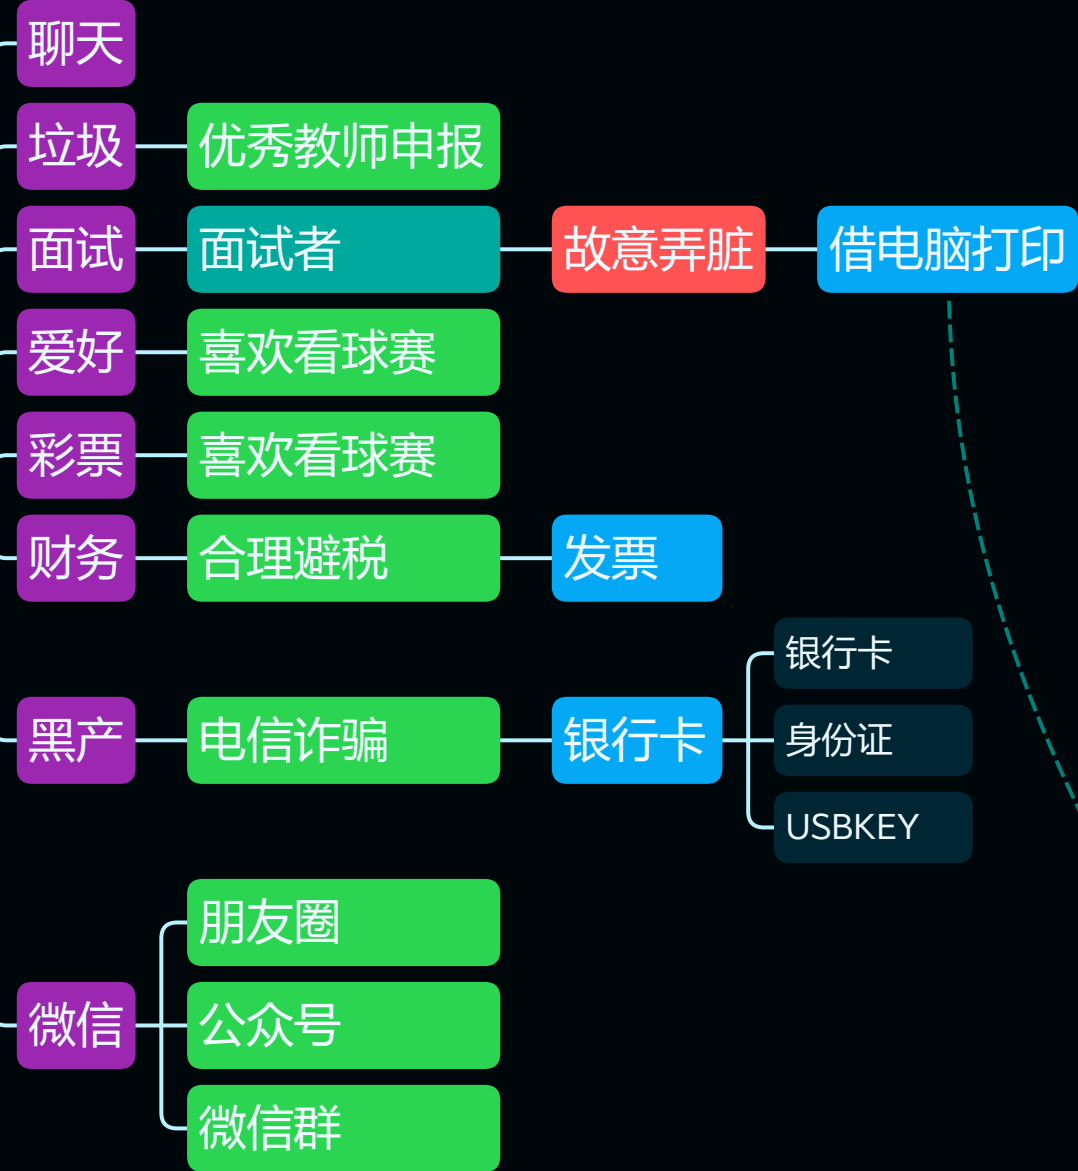 聊天
垃圾
优秀教师申报
面试
面试者
故意弄脏
借电脑打印
爱好
喜欢看球赛
彩票
喜欢看球赛
财务
合理避税
发票
黑产
电信诈骗
银行卡
银行卡
身份证
USBKEY
微信
朋友圈
公众号
微信群